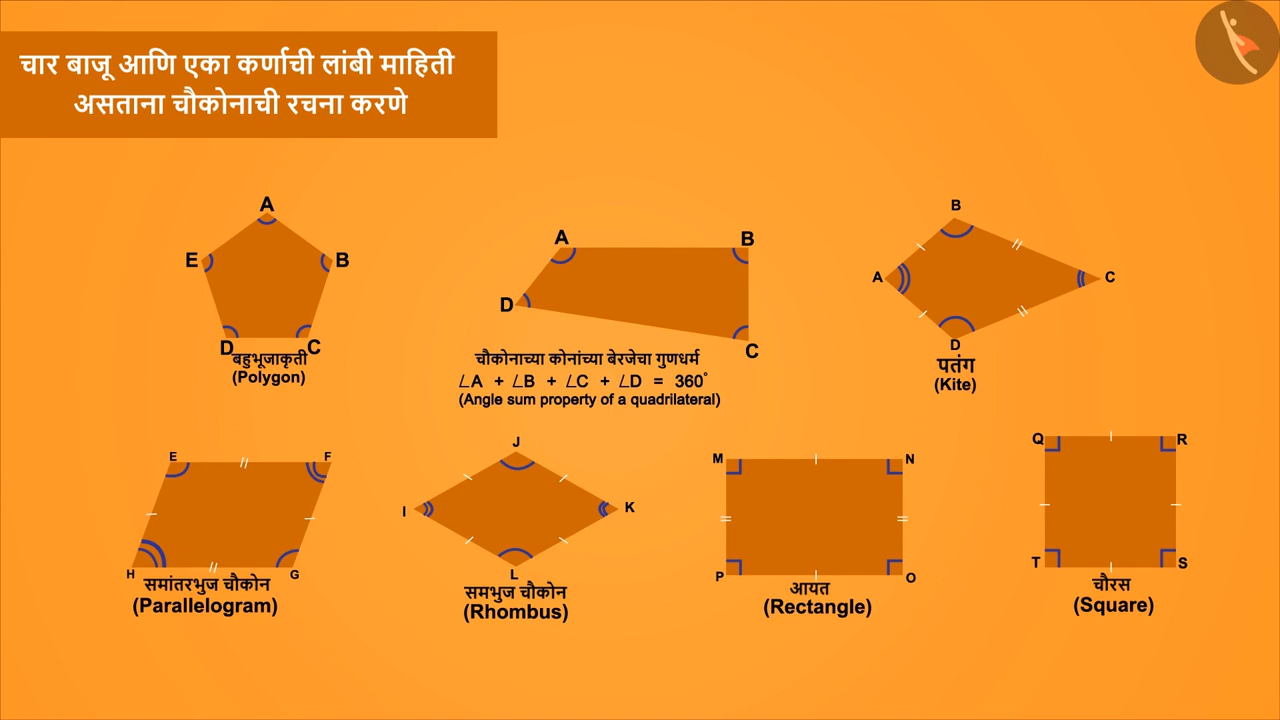 चार बाजू आणि एका कर्णाची लांबी माहिती
असताना चौकोनाची रचना करणे
A
E
B
D
C
बहुभूजाकृती
(Polygon)
A
B
D
C
चौकोनाच्या कोनांच्या बेरजेचा गुणधर्म
∠A + ∠B + ∠C + ∠D = 360°
(Angle sum property of a quadrilateral)
B
A
C
D
पतंग
(Kite)
E
F
H
G
समांतरभुज चौकोन
(Parallelogram)
J
I
K
L
समभुज चौकोन
(Rhombus)
M
N
P
O
आयत
(Rectangle)
Q
R
T
S
चौरस
(Square)